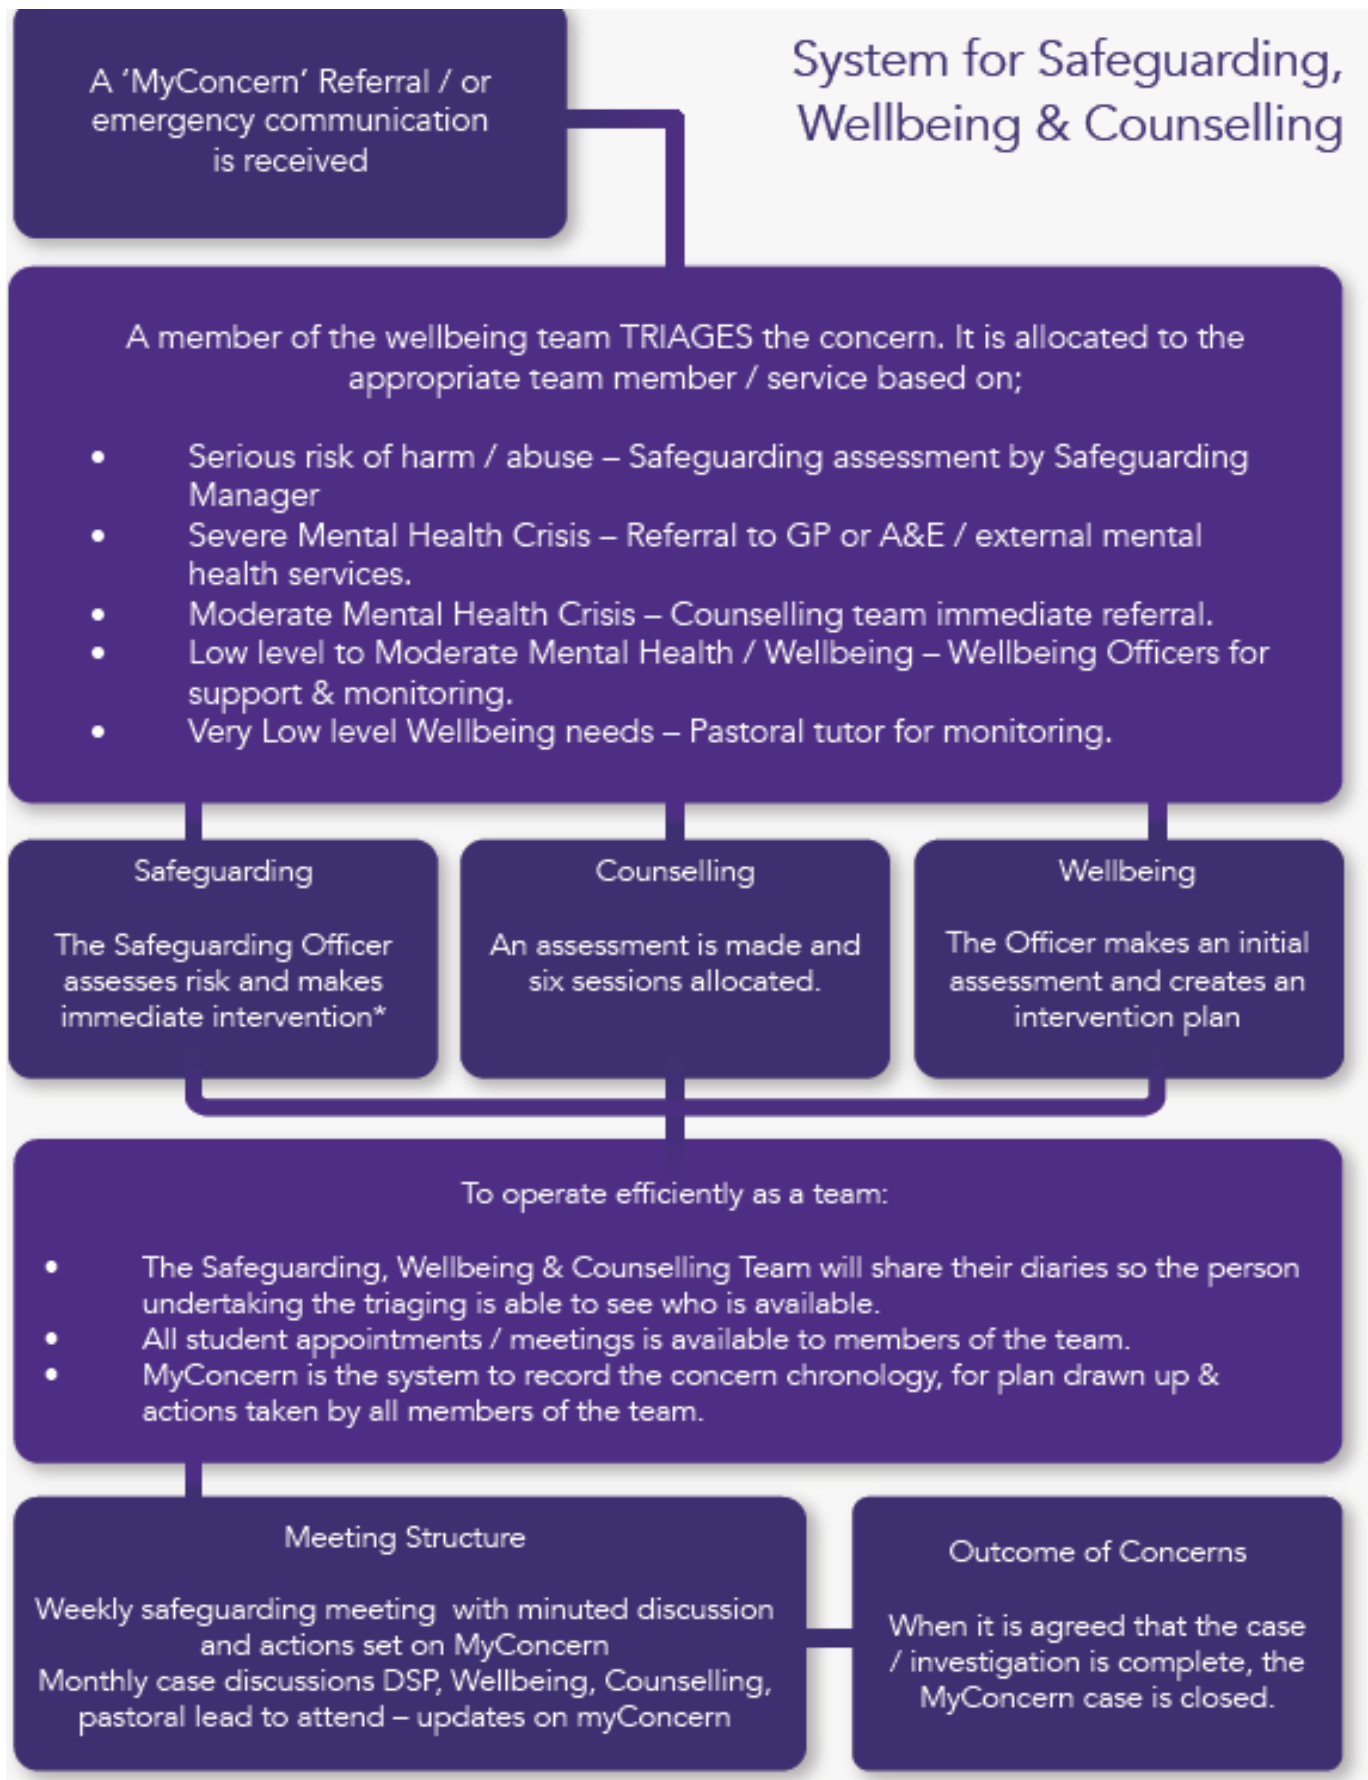 A ‘MyConcern’ Referral / or
emergency communication
is received
System for Safeguarding,
Wellbeing & Counselling
A member of the wellbeing team TRIAGES the concern. It is allocated to the
appropriate team member / service based on;
• Serious risk of harm / abuse – Safeguarding assessment by Safeguarding
Manager
• Severe Mental Health Crisis – Referral to GP or A&E / external mental
health services.
• Moderate Mental Health Crisis – Counselling team immediate referral.
• Low level to Moderate Mental Health / Wellbeing – Wellbeing Officers for
support & monitoring.
• Very Low level Wellbeing needs – Pastoral tutor for monitoring.
Safeguarding
The Safeguarding Officer
assesses risk and makes
immediate intervention*
Counselling
An assessment is made and
six sessions allocated.
Wellbeing
The Officer makes an initial
assessment and creates an
intervention plan
To operate efficiently as a team:
• The Safeguarding, Wellbeing & Counselling Team will share their diaries so the person
undertaking the triaging is able to see who is available.
• All student appointments / meetings is available to members of the team.
• MyConcern is the system to record the concern chronology, for plan drawn up &
actions taken by all members of the team.
Meeting Structure
Weekly safeguarding meeting with minuted discussion
and actions set on MyConcern
Monthly case discussions DSP, Wellbeing, Counselling,
pastoral lead to attend – updates on myConcern
Outcome of Concerns
When it is agreed that the case
/ investigation is complete, the
MyConcern case is closed.